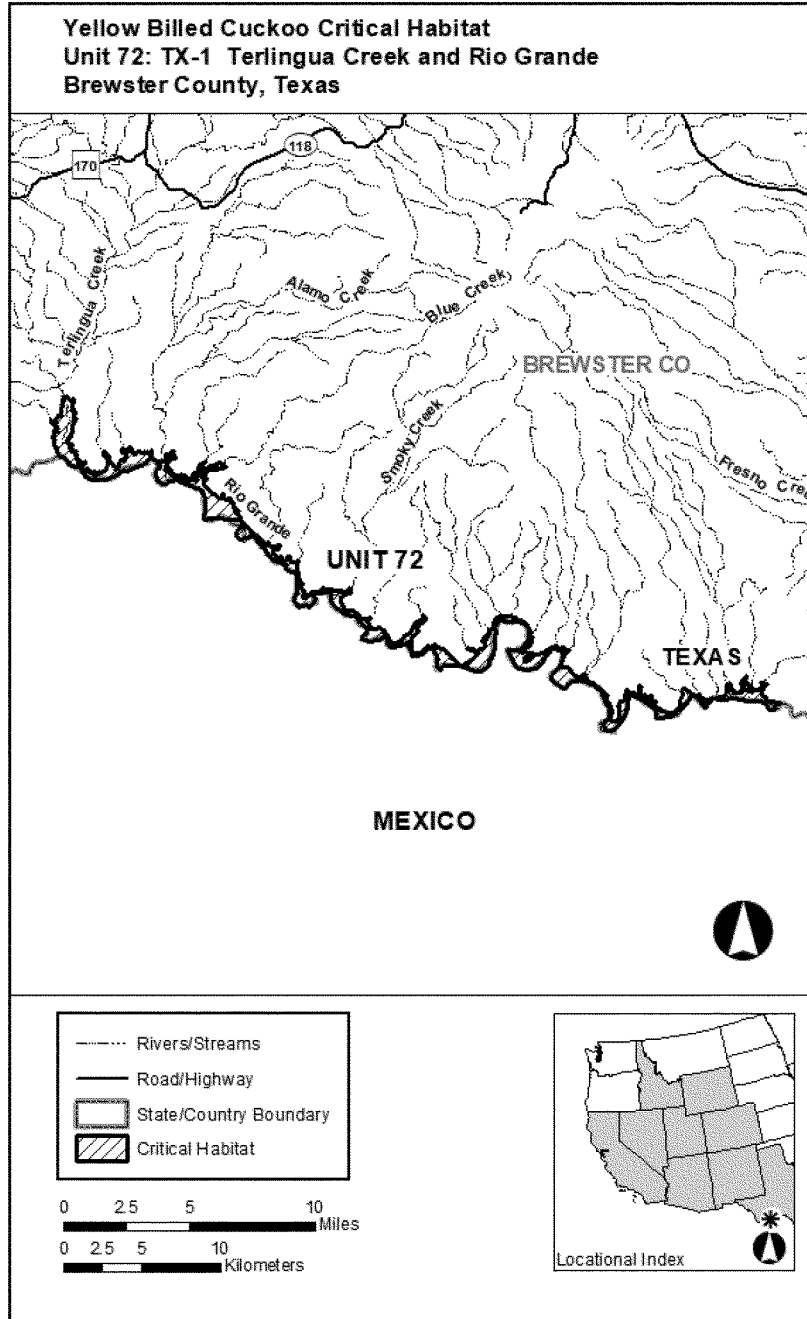 Yellow Billed Cuckoo Critical Habitat
Unit 72: TX-1 Terlingua Creek and Rio Grande
Brewster County, Texas
170
118
Terlingua Creek
Alamo Creek
Blue Creek
BREWSTER CO
Smoky Creek
Fresno Cree
Rio Grande
UNIT 72
TEXAS
MEXICO
Rivers/Streams
Road/Highway
State/Country Boundary
Critical Habitat
0 2.5 5 10
Miles
0 2.5 5 10
Kilometers
Locational Index